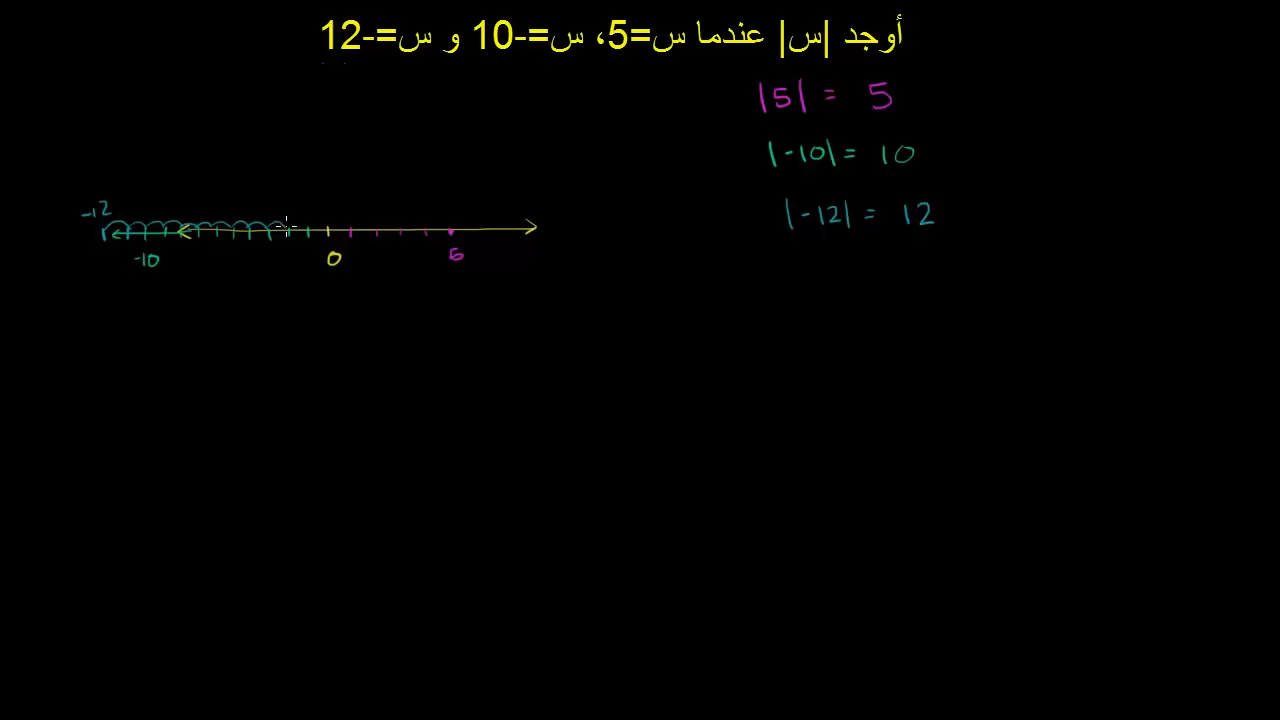 أوجد |س| عندما س=5، س=-10 و س=-12
|5| = 5
|-10| = 10
|-12| = 12
-12
-10 0 5